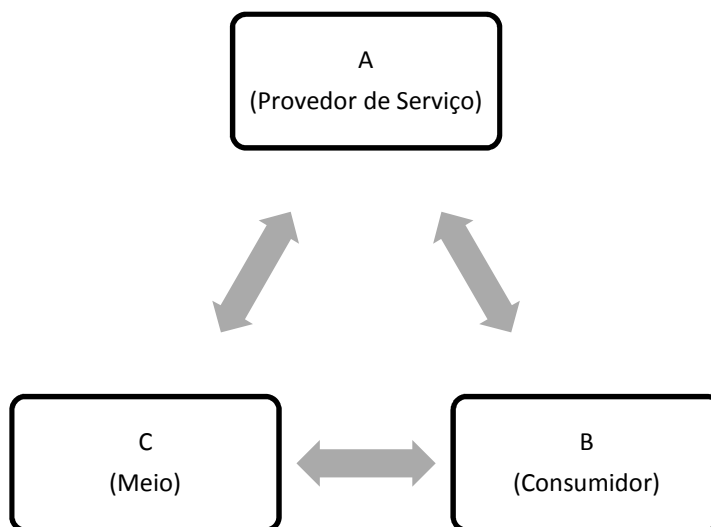 A
(Provedor de Serviço)
C
(Meio)
B
(Consumidor)